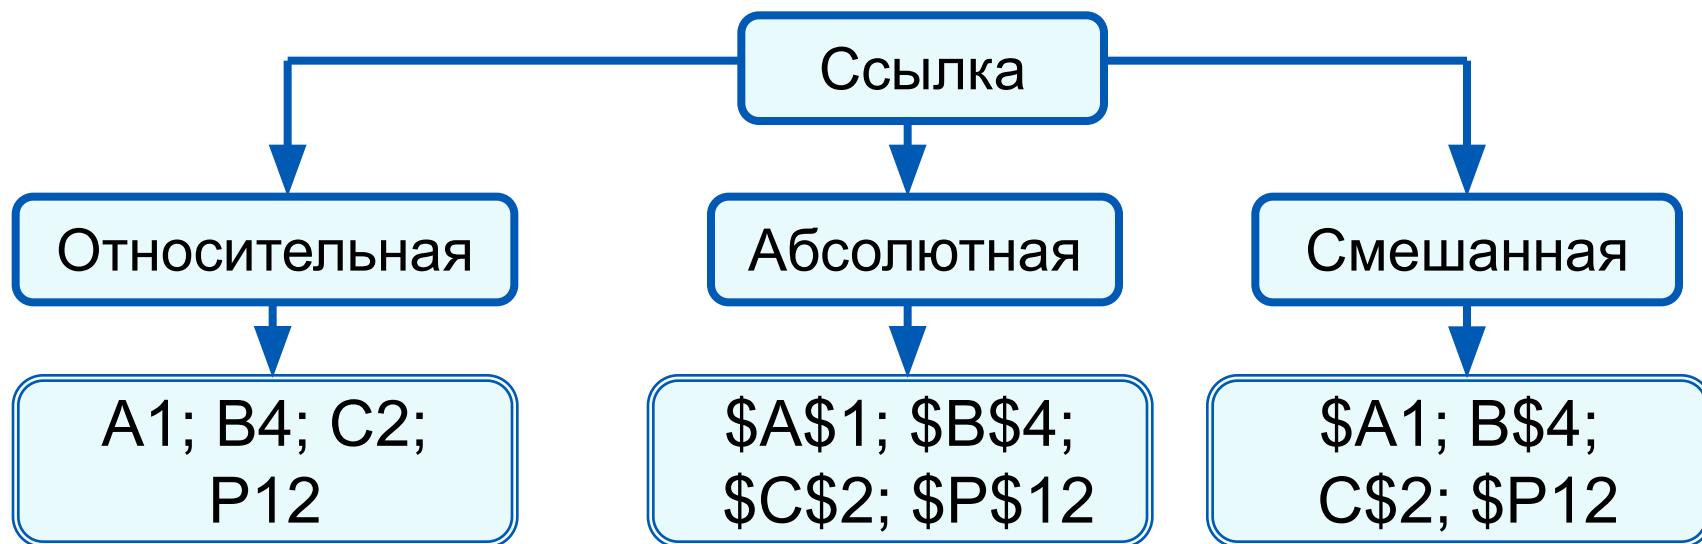 Ссылка
Относительная
Абсолютная
Смешанная
A1; B4; C2;
P12
$A$1; $B$4;
$C$2; $P$12
$A1; B$4;
C$2; $P12